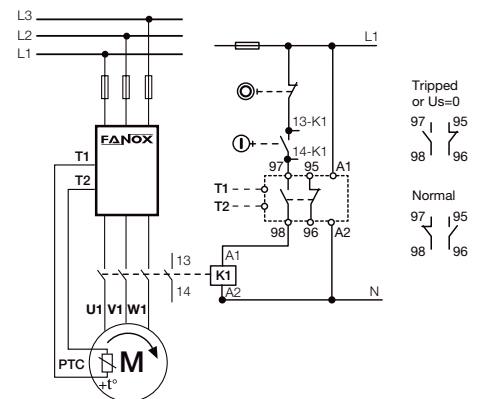 L3
L2
L1
FANOX
T1
T2
13
14
U1 V1 W1
PTC
M
+t°
L1
13-K1
14-K1
97 95 A1
T1
T2
98 96 A2
A1
K1
A2
N
Tripped
or Us=0
97 95
98 96
Normal
97 95
98 96